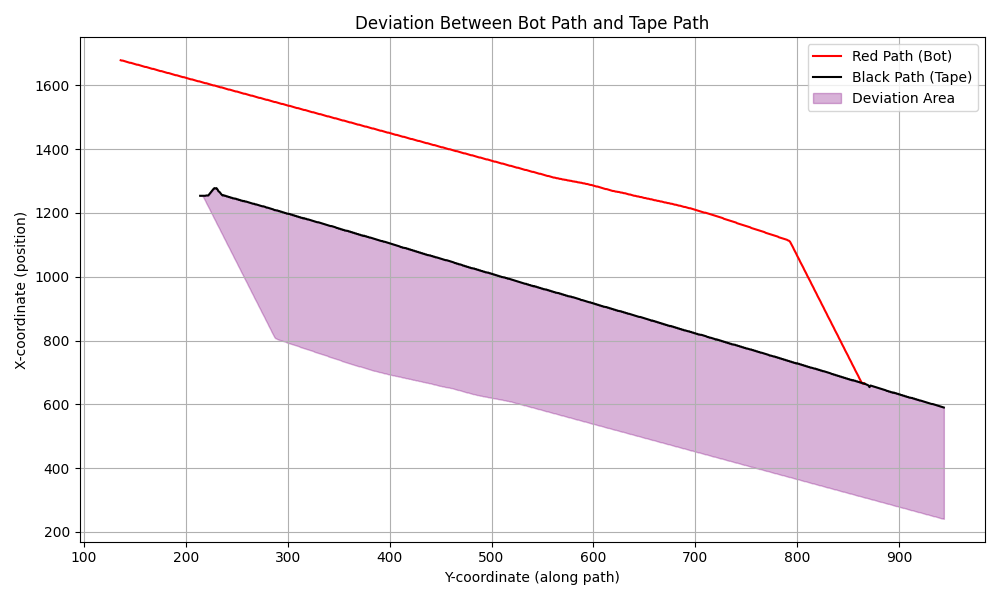 Deviation Between Bot Path and Tape Path
Red Path (Bot)
Black Path (Tape)
Deviation Area
X-coordinate (position)
1600
1400
1200
1000
800
600
400
200
100 200 300 400 500 600 700 800 900
Y-coordinate (along path)